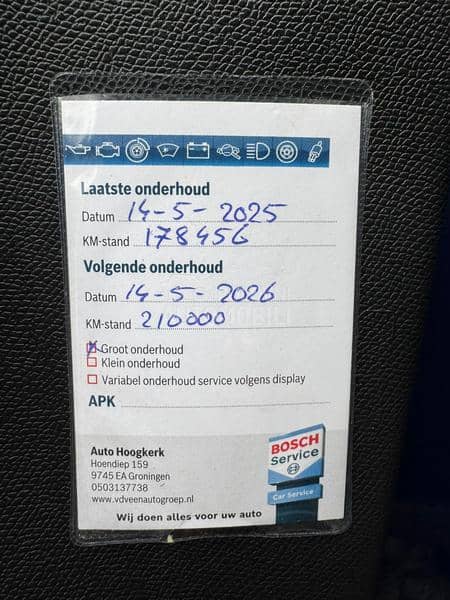 Laatste onderhoud
Datum 14-5-2025
KM-stand 178456
Volgende onderhoud
Datum 14-5-2026
KM-stand 210000
Groot onderhoud
Klein onderhoud
Variabel onderhoud service volgens display
APK
Auto Hoogkerk
Hoendiep 159
9745 EA Groningen
0503137738
www.vdveenautogroep.nl
BOSCH
Service
Car Service
Wij doen alles voor uw auto